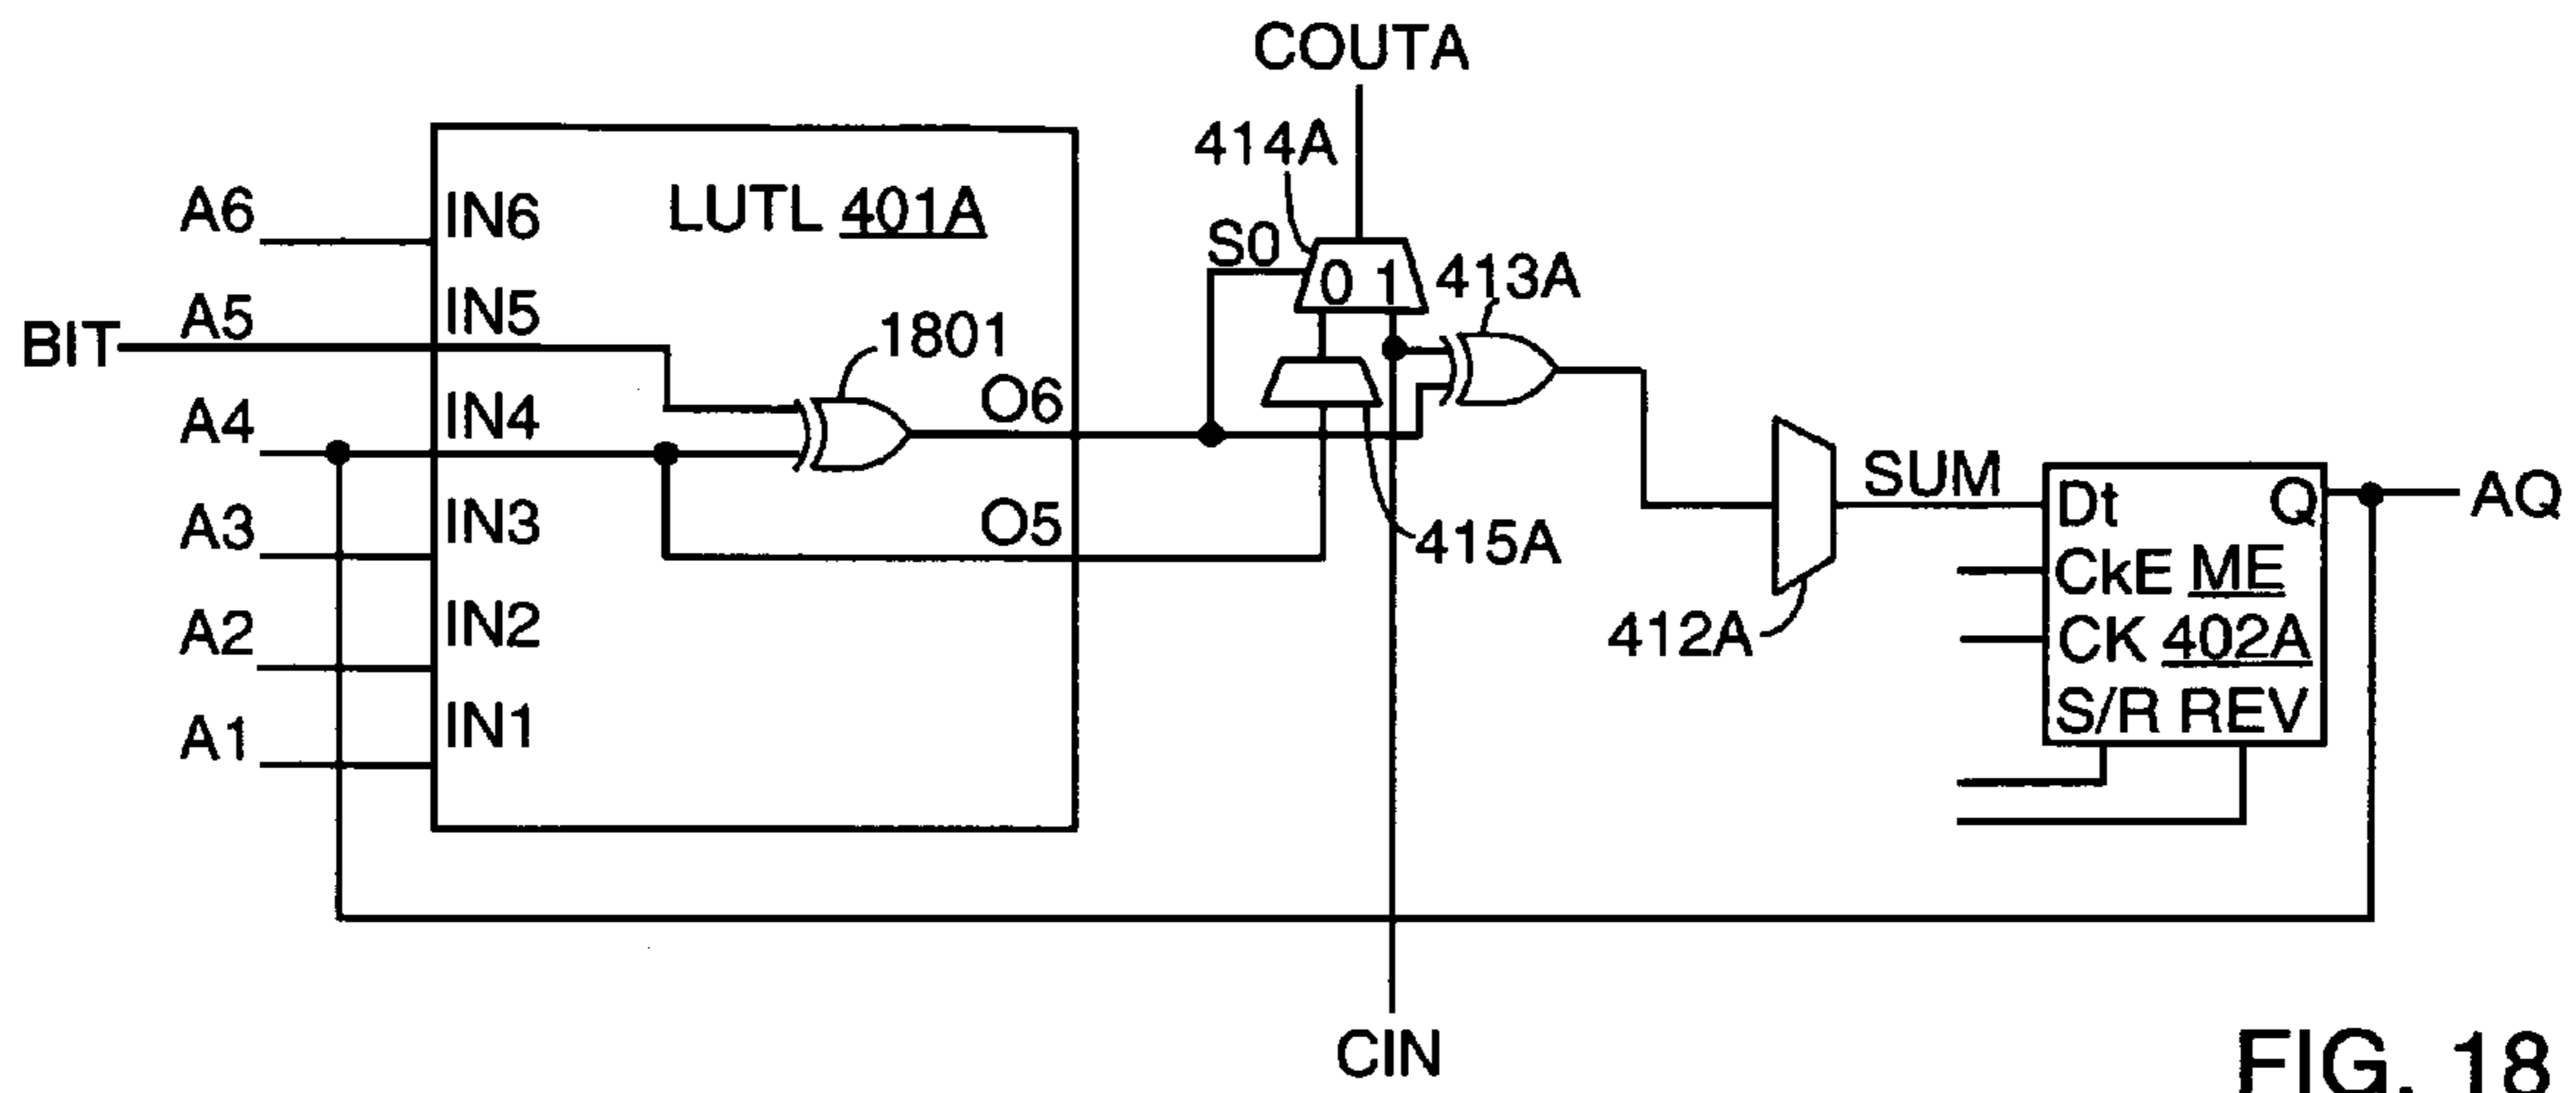 COUTA
414A
A6
IN6
LUTL 401A
S0
0 1
413A
A5
IN5
BIT
1801
A4
IN4
O6
SUM
Dt
Q
AQ
A3
IN3
O5
415A
CkE ME
A2
IN2
412A
CK 402A
A1
IN1
S/R REV
CIN
FIG. 18